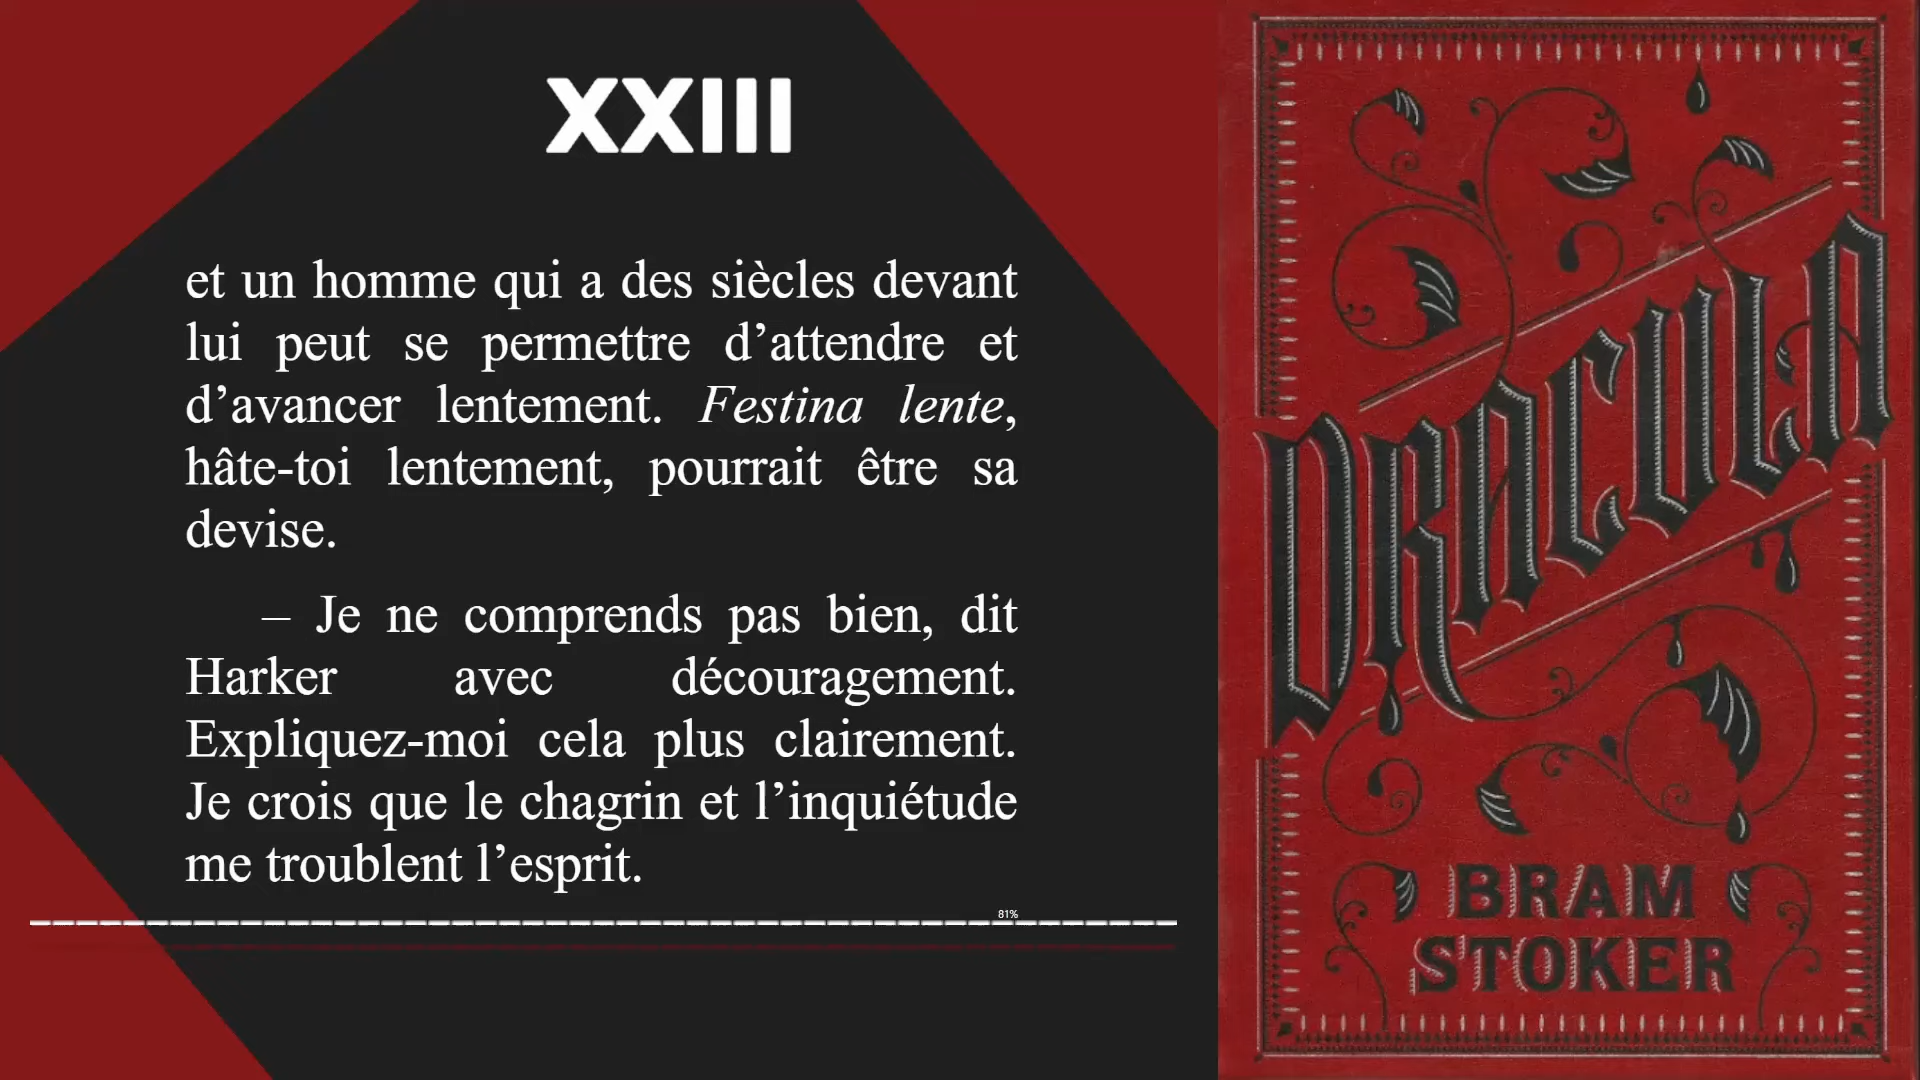 XXIII
et un homme qui a des siècles devant
lui peut se permettre d’attendre et
d’avancer lentement. Festina lente,
hâte-toi lentement, pourrait être sa
devise.
– Je ne comprends pas bien, dit
Harker avec découragement.
Expliquez-moi cela plus clairement.
Je crois que le chagrin et l’inquiétude
me troublent l’esprit.
81%
DRACULA
BRAM
STOKER